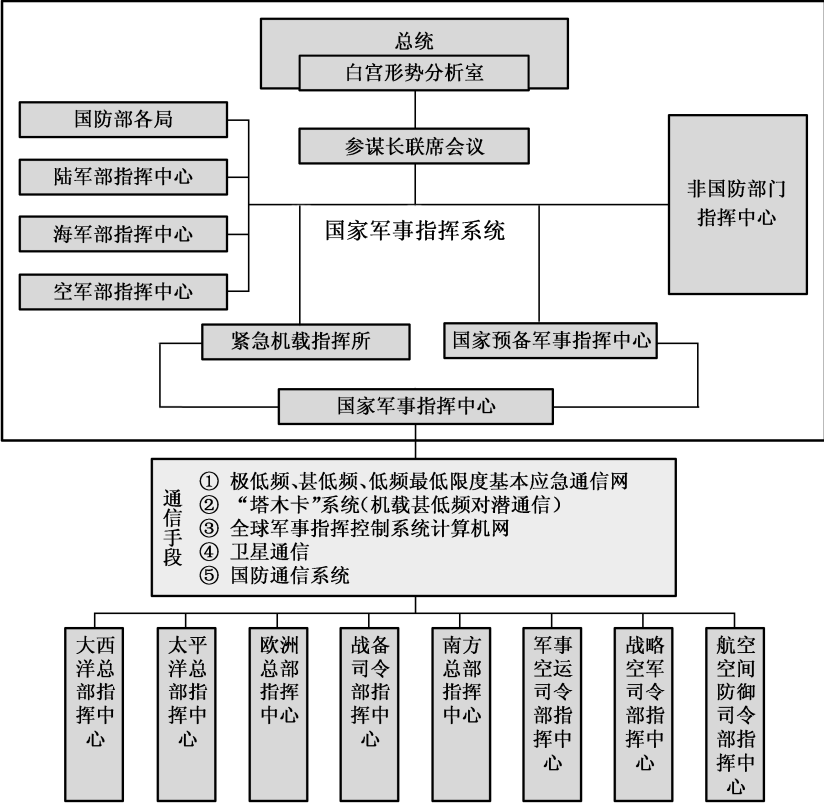 总统
白宫形势分析室
国防部各局
参谋长联席会议
陆军部指挥中心
海军部指挥中心
空军部指挥中心
非国防部门
指挥中心
国家军事指挥系统
紧急机载指挥所
国家预备军事指挥中心
国家军事指挥中心
通信手段
① 极低频、甚低频、低频最低限度基本应急通信网
② “塔木卡”系统(机载甚低频对潜通信)
③ 全球军事指挥控制系统计算机网
④ 卫星通信
⑤ 国防通信系统
大西
洋总
部指
挥中
心
太平
洋总
部指
挥中
心
欧洲
总部
指挥
中心
战备
司令
部指
挥中
心
南方
总部
指挥
中心
军事
空运
司令
部指
挥中
心
战略
空军
司令
部指
挥中
心
航空
空间
防御
司令
部指
挥中
心